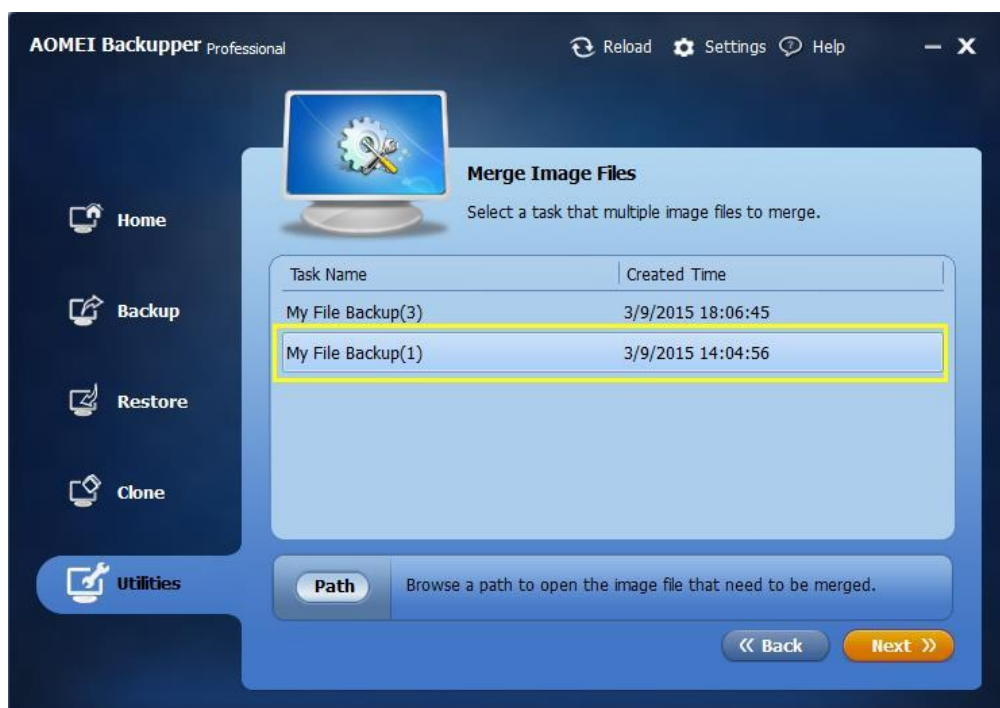 AOMEI Backupper Professional
Reload Settings Help
Merge Image Files
Select a task that multiple image files to merge.
Home
Backup
Restore
Clone
Utilities
Task Name Created Time
My File Backup(3) 3/9/2015 18:06:45
My File Backup(1) 3/9/2015 14:04:56
Path Browse a path to open the image file that need to be merged.
Back Next